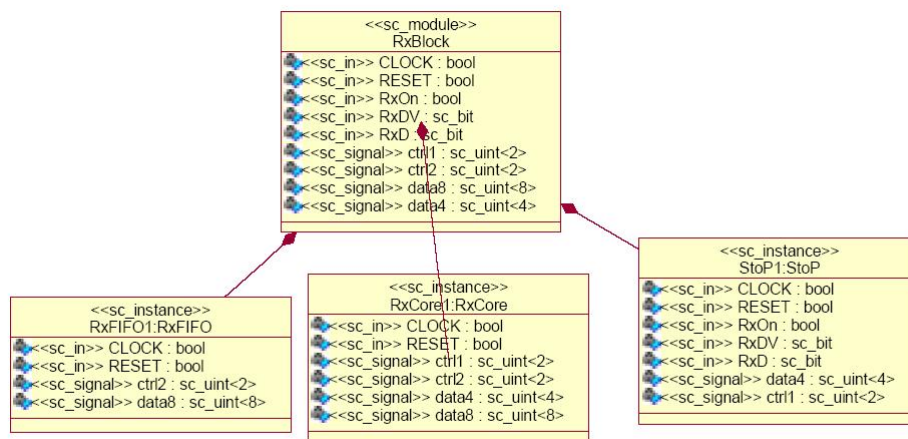 <<sc_module>>
RxBlock
<<sc_in>> CLOCK : bool
<<sc_in>> RESET : bool
<<sc_in>> RxOn : bool
<<sc_in>> RxDV : sc_bit
<<sc_in>> RxD : sc_bit
<<sc_signal>> ctrl1 : sc_uint<2>
<<sc_signal>> ctrl2 : sc_uint<2>
<<sc_signal>> data8 : sc_uint<8>
<<sc_signal>> data4 : sc_uint<4>
<<sc_instance>>
RxFIFO1:RxFIFO
<<sc_in>> CLOCK : bool
<<sc_in>> RESET : bool
<<sc_signal>> ctrl2 : sc_uint<2>
<<sc_signal>> data8 : sc_uint<8>
<<sc_instance>>
RxCore1:RxCore
<<sc_in>> CLOCK : bool
<<sc_in>> RESET : bool
<<sc_signal>> ctrl1 : sc_uint<2>
<<sc_signal>> ctrl2 : sc_uint<2>
<<sc_signal>> data4 : sc_uint<4>
<<sc_signal>> data8 : sc_uint<8>
<<sc_instance>>
StoP1:StoP
<<sc_in>> CLOCK : bool
<<sc_in>> RESET : bool
<<sc_in>> RxOn : bool
<<sc_in>> RxDV : sc_bit
<<sc_in>> RxD : sc_bit
<<sc_signal>> data4 : sc_uint<4>
<<sc_signal>> ctrl1 : sc_uint<2>